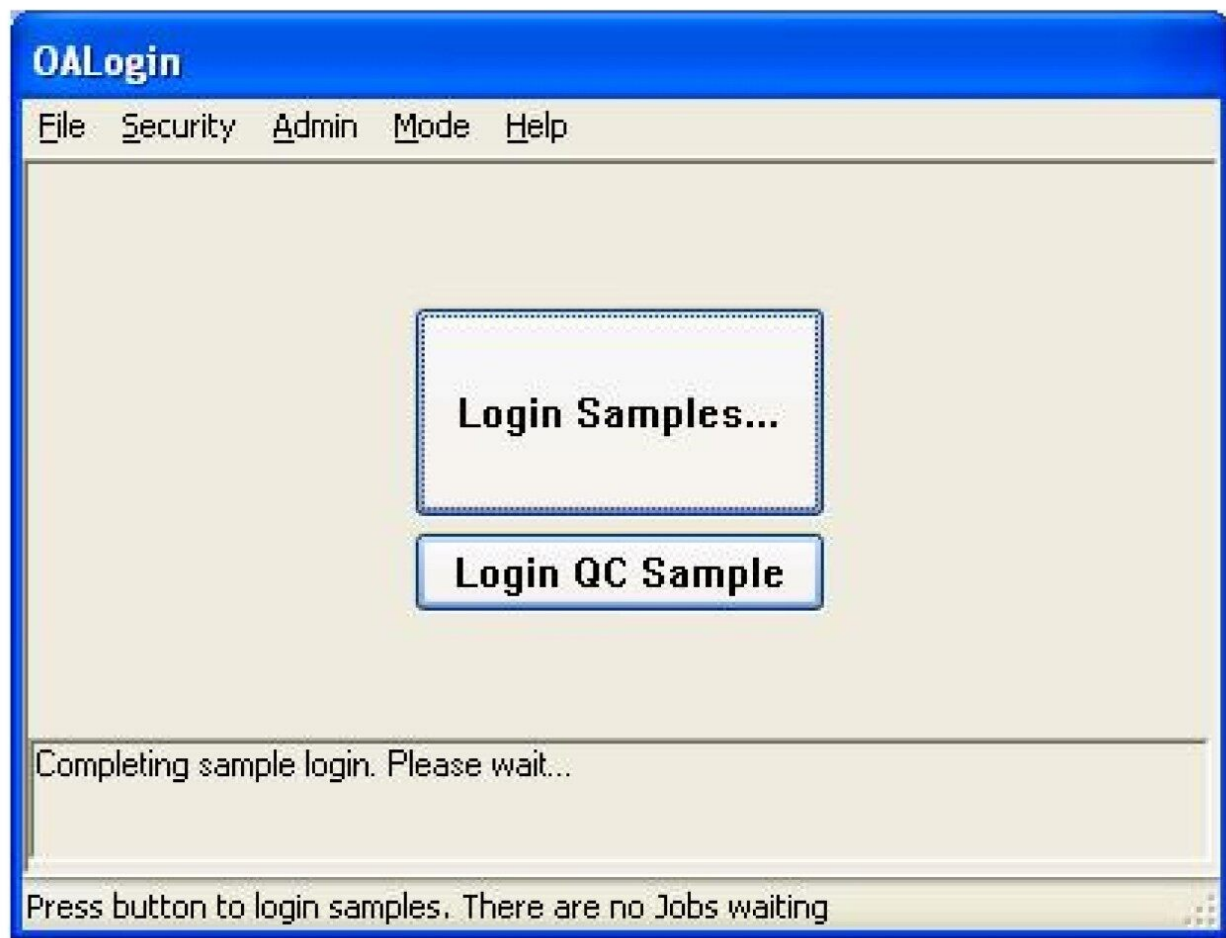 OALogin
File Security Admin Mode Help
Login Samples...
Login QC Sample
Completing sample login. Please wait...
Press button to login samples. There are no Jobs waiting